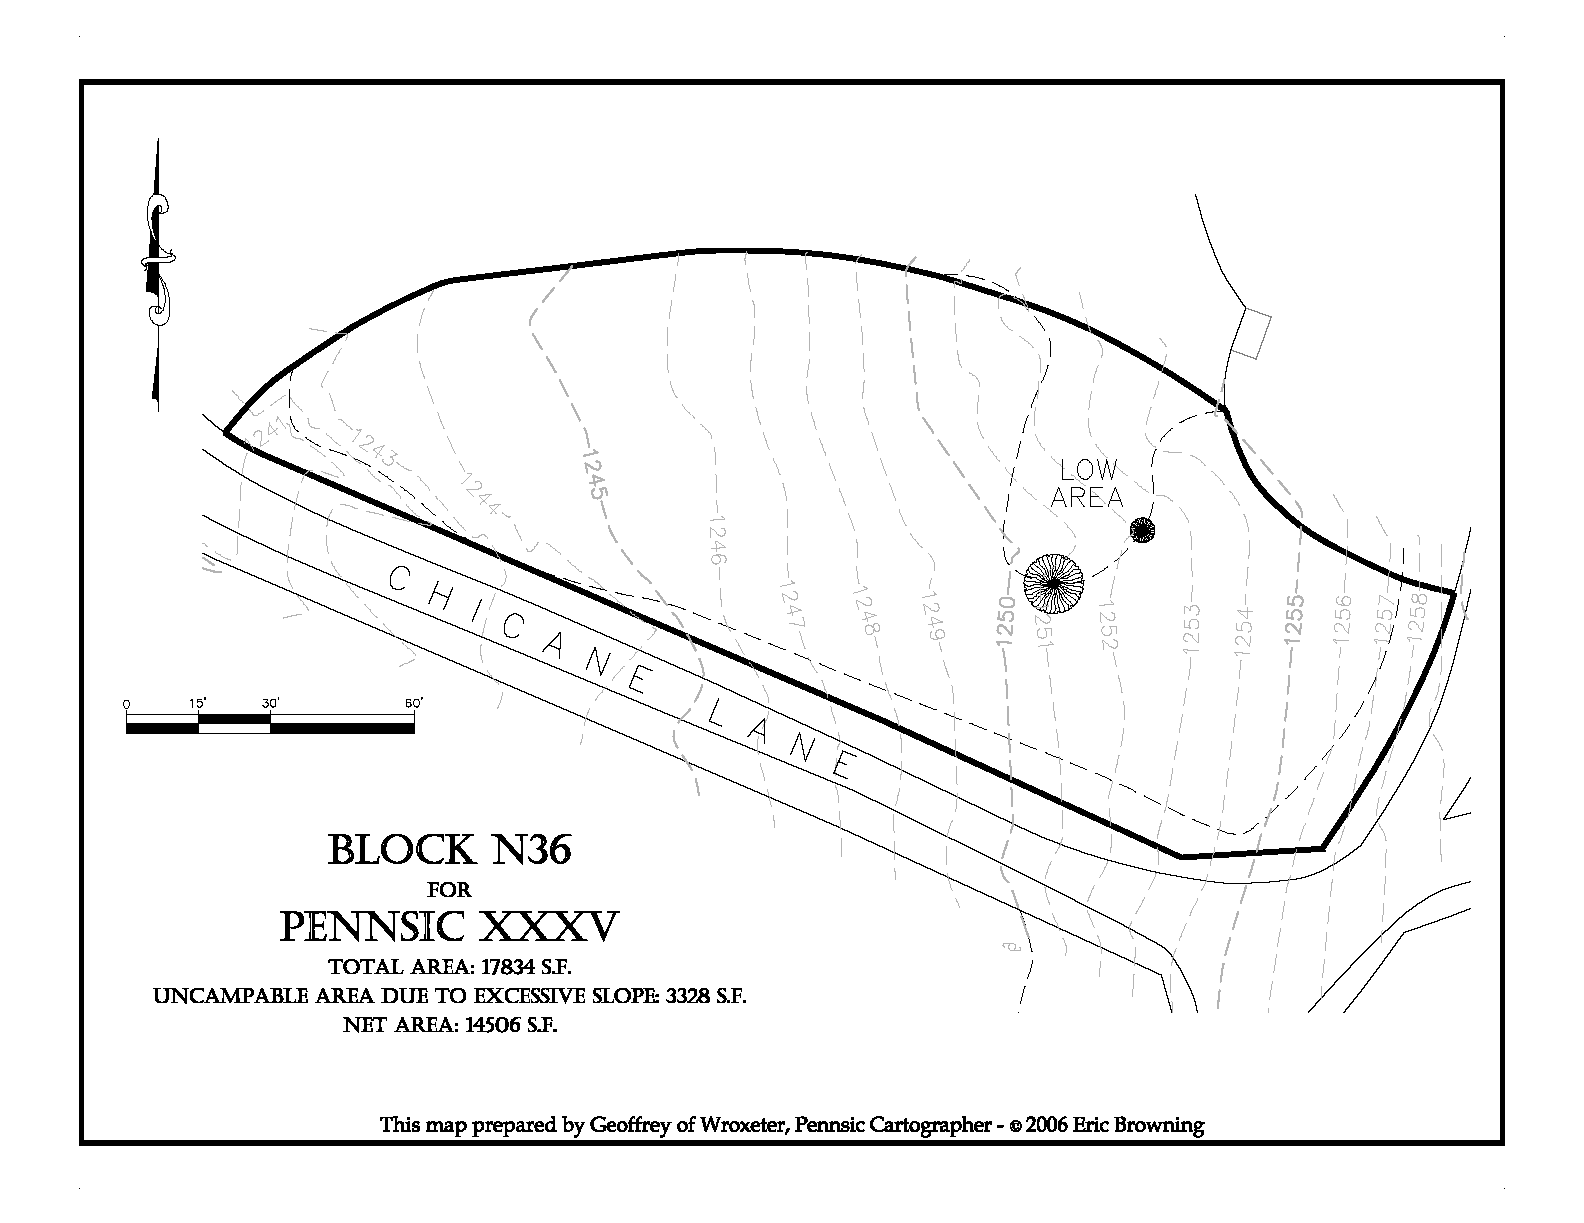 LOW
AREA
1241
1243
1244
1245
1246
1247
1248
1249
1250
1251
1252
1253
1254
1255
1256
1257
1258
CHICANE LANE
0 15' 30' 60'
BLOCK N36
FOR
PENNSIC XXXV
TOTAL AREA: 17834 S.F.
UNCAMPABLE AREA DUE TO EXCESSIVE SLOPE: 3328 S.F.
NET AREA: 14506 S.F.
This map prepared by Geoffrey of Wroxeter, Pennsic Cartographer - © 2006 Eric Browning